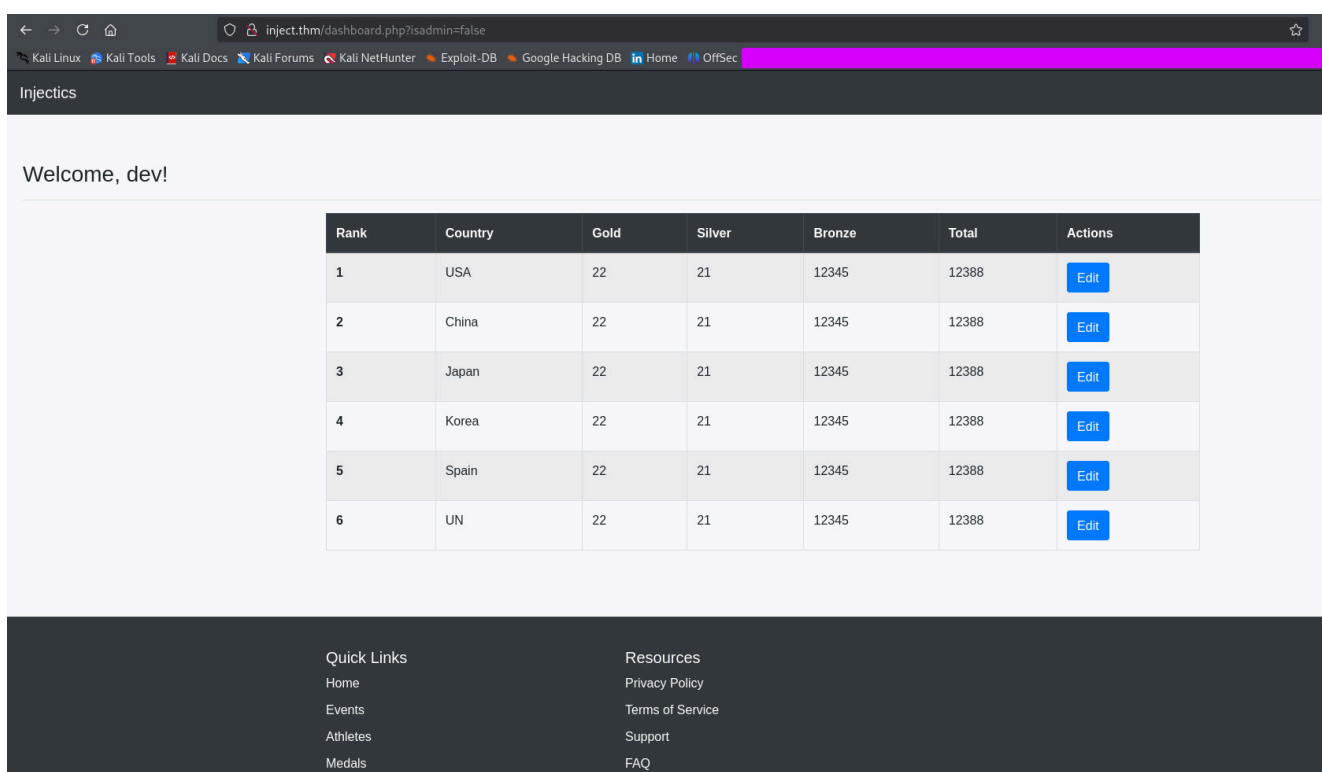 inject.thm/dashboard.php?isadmin=false
Kali Linux Kali Tools Kali Docs Kali Forums Kali NetHunter Exploit-DB Google Hacking DB Home OffSec
Injectics
Welcome, dev!
Rank Country Gold Silver Bronze Total Actions
1 USA 22 21 12345 12388 Edit
2 China 22 21 12345 12388 Edit
3 Japan 22 21 12345 12388 Edit
4 Korea 22 21 12345 12388 Edit
5 Spain 22 21 12345 12388 Edit
6 UN 22 21 12345 12388 Edit
Quick Links Resources
Home Privacy Policy
Events Terms of Service
Athletes Support
Medals FAQ